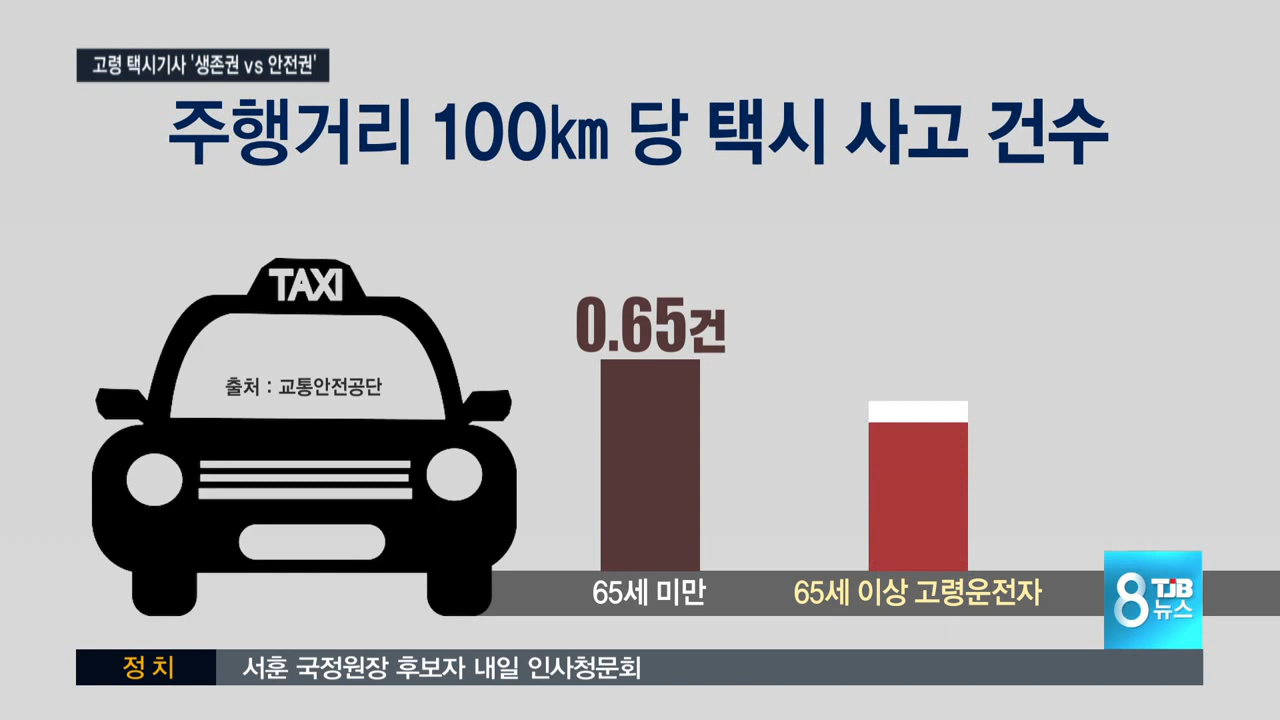 고령 택시기사 '생존권 vs 안전권'
주행거리 100㎞ 당 택시 사고 건수
TAXI
출처 : 교통안전공단
0.65건
65세 미만
65세 이상 고령운전자
8 TJB 뉴스
정 치
서훈 국정원장 후보자 내일 인사청문회